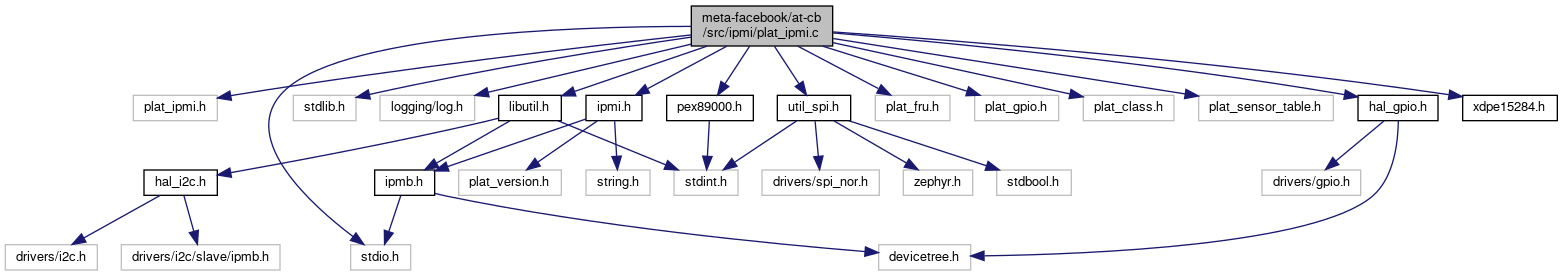 meta-facebook/at-cb
/src/ipmi/plat_ipmi.c
plat_ipmi.h
stdlib.h
logging/log.h
libutil.h
ipmi.h
pex89000.h
util_spi.h
plat_fru.h
plat_gpio.h
plat_class.h
plat_sensor_table.h
hal_gpio.h
xdpe15284.h
hal_i2c.h
ipmb.h
plat_version.h
string.h
stdint.h
drivers/spi_nor.h
zephyr.h
stdbool.h
drivers/gpio.h
drivers/i2c.h
drivers/i2c/slave/ipmb.h
stdio.h
devicetree.h